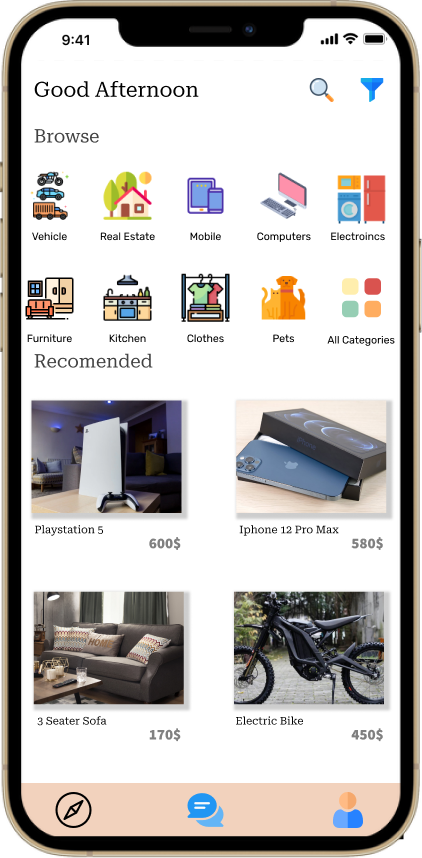 9:41
Good Afternoon
Browse
Vehicle Real Estate Mobile Computers Electroincs
Furniture Kitchen Clothes Pets All Categories
Recomended
HOME
Playstation 5 Iphone 12 Pro Max
600$ 580$
3 Seater Sofa Electric Bike
170$ 450$